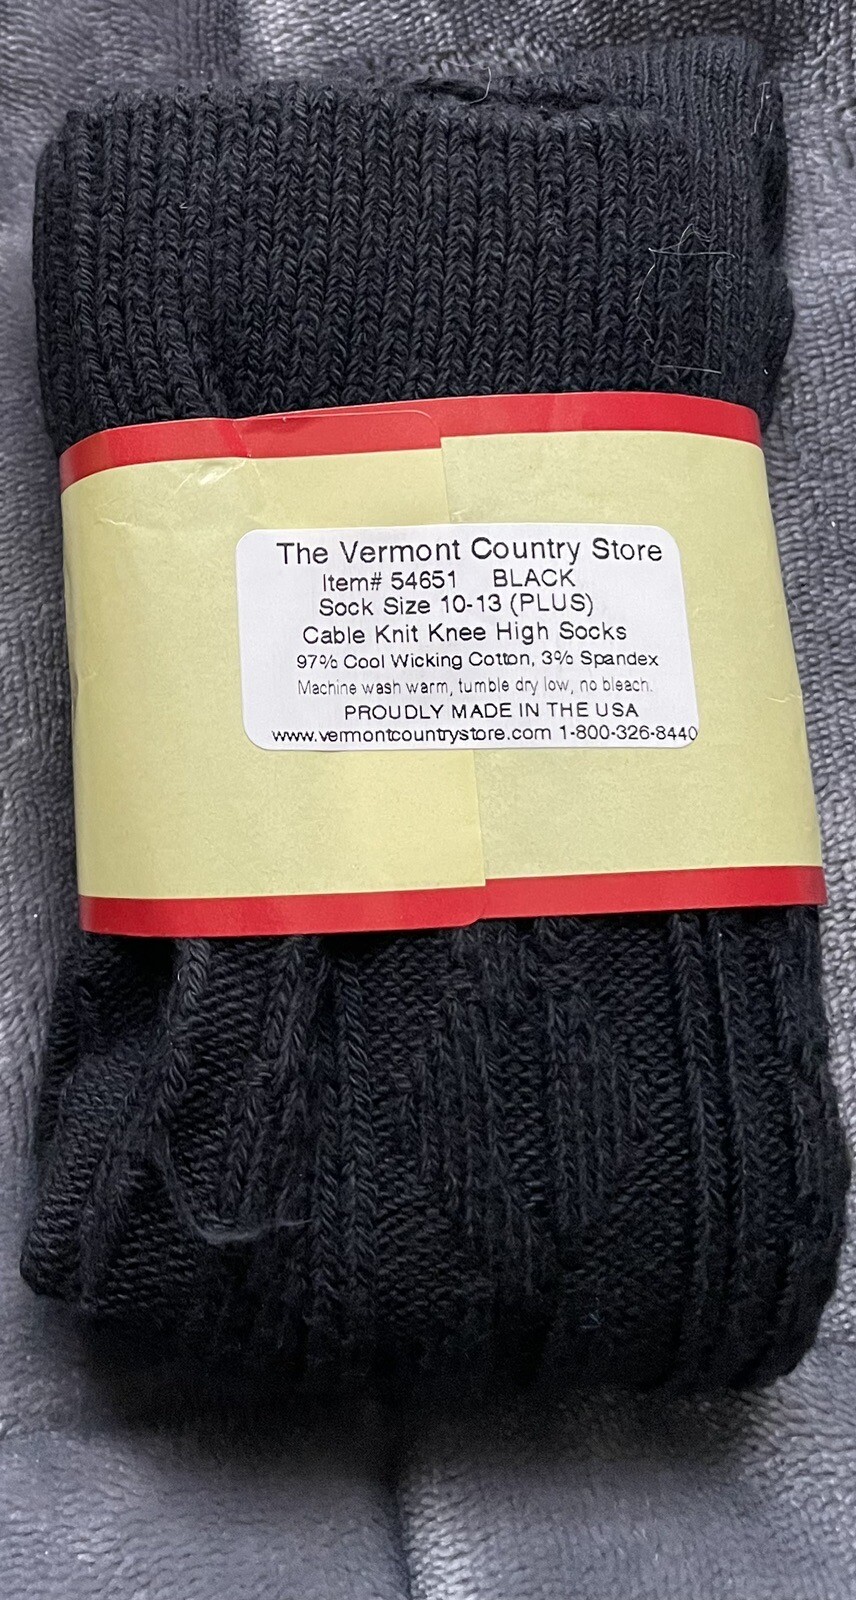 The Vermont Country Store
Item# 54651 BLACK
Sock Size 10-13 (PLUS)
Cable Knit Knee High Socks
97% Cool Wicking Cotton, 3% Spandex
Machine wash warm, tumble dry low, no bleach.
PROUDLY MADE IN THE USA
www.vermontcountrystore.com 1-800-326-8440